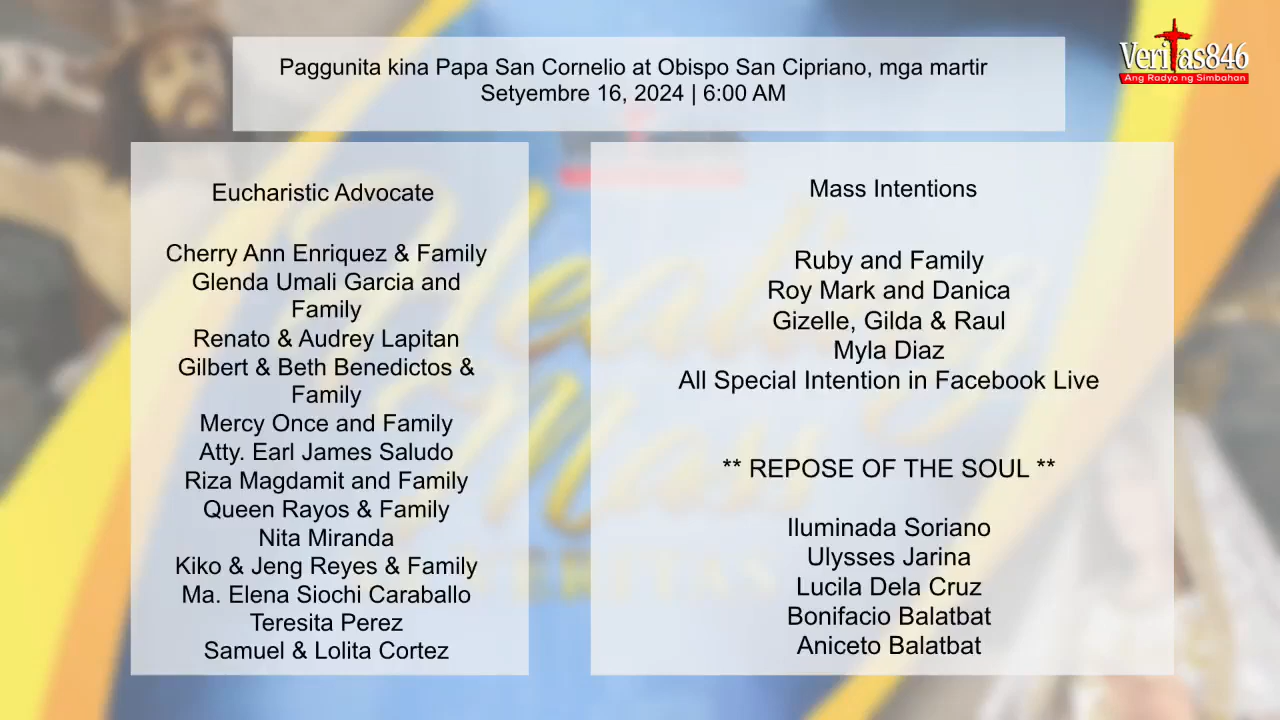 Paggunita kina Papa San Cornelio at Obispo San Cipriano, mga martir
Setyembre 16, 2024 | 6:00 AM
Veritas846
Ang Radyo ng Simbahan
Eucharistic Advocate
Cherry Ann Enriquez & Family
Glenda Umali Garcia and
Family
Renato & Audrey Lapitan
Gilbert & Beth Benedictos &
Family
Mercy Once and Family
Atty. Earl James Saludo
Riza Magdamit and Family
Queen Rayos & Family
Nita Miranda
Kiko & Jeng Reyes & Family
Ma. Elena Siochi Caraballo
Teresita Perez
Samuel & Lolita Cortez
Mass Intentions
Ruby and Family
Roy Mark and Danica
Gizelle, Gilda & Raul
Myla Diaz
All Special Intention in Facebook Live
** REPOSE OF THE SOUL **
Iluminada Soriano
Ulysses Jarina
Lucila Dela Cruz
Bonifacio Balatbat
Aniceto Balatbat
Healing
Mass